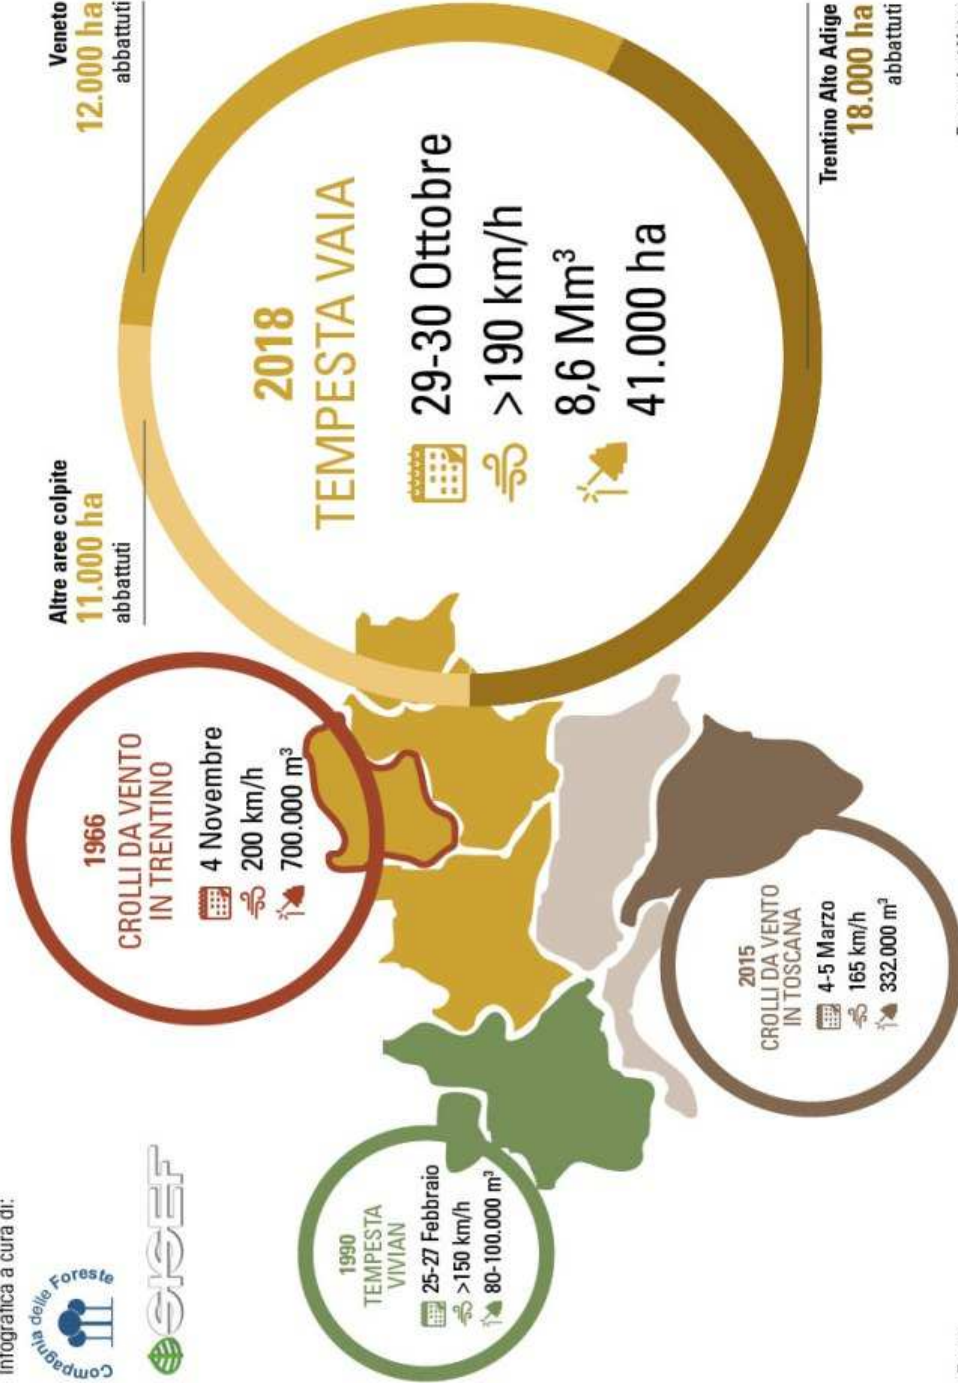 Infografica a cura di:
Compagnia delle Foreste
SISEF
1990
TEMPESTA
VIVIAN
25-27 Febbraio
>150 km/h
80-100.000 m³
1966
CROLLI DA VENTO
IN TRENTINO
4 Novembre
200 km/h
700.000 m³
2015
CROLLI DA VENTO
IN TOSCANA
4-5 Marzo
165 km/h
332.000 m³
Altre aree colpite
11.000 ha
abbattuti
Veneto
12.000 ha
abbattuti
2018
TEMPESTA VAIA
29-30 Ottobre
>190 km/h
8,6 Mm³
41.000 ha
Trentino Alto Adige
18.000 ha
abbattuti